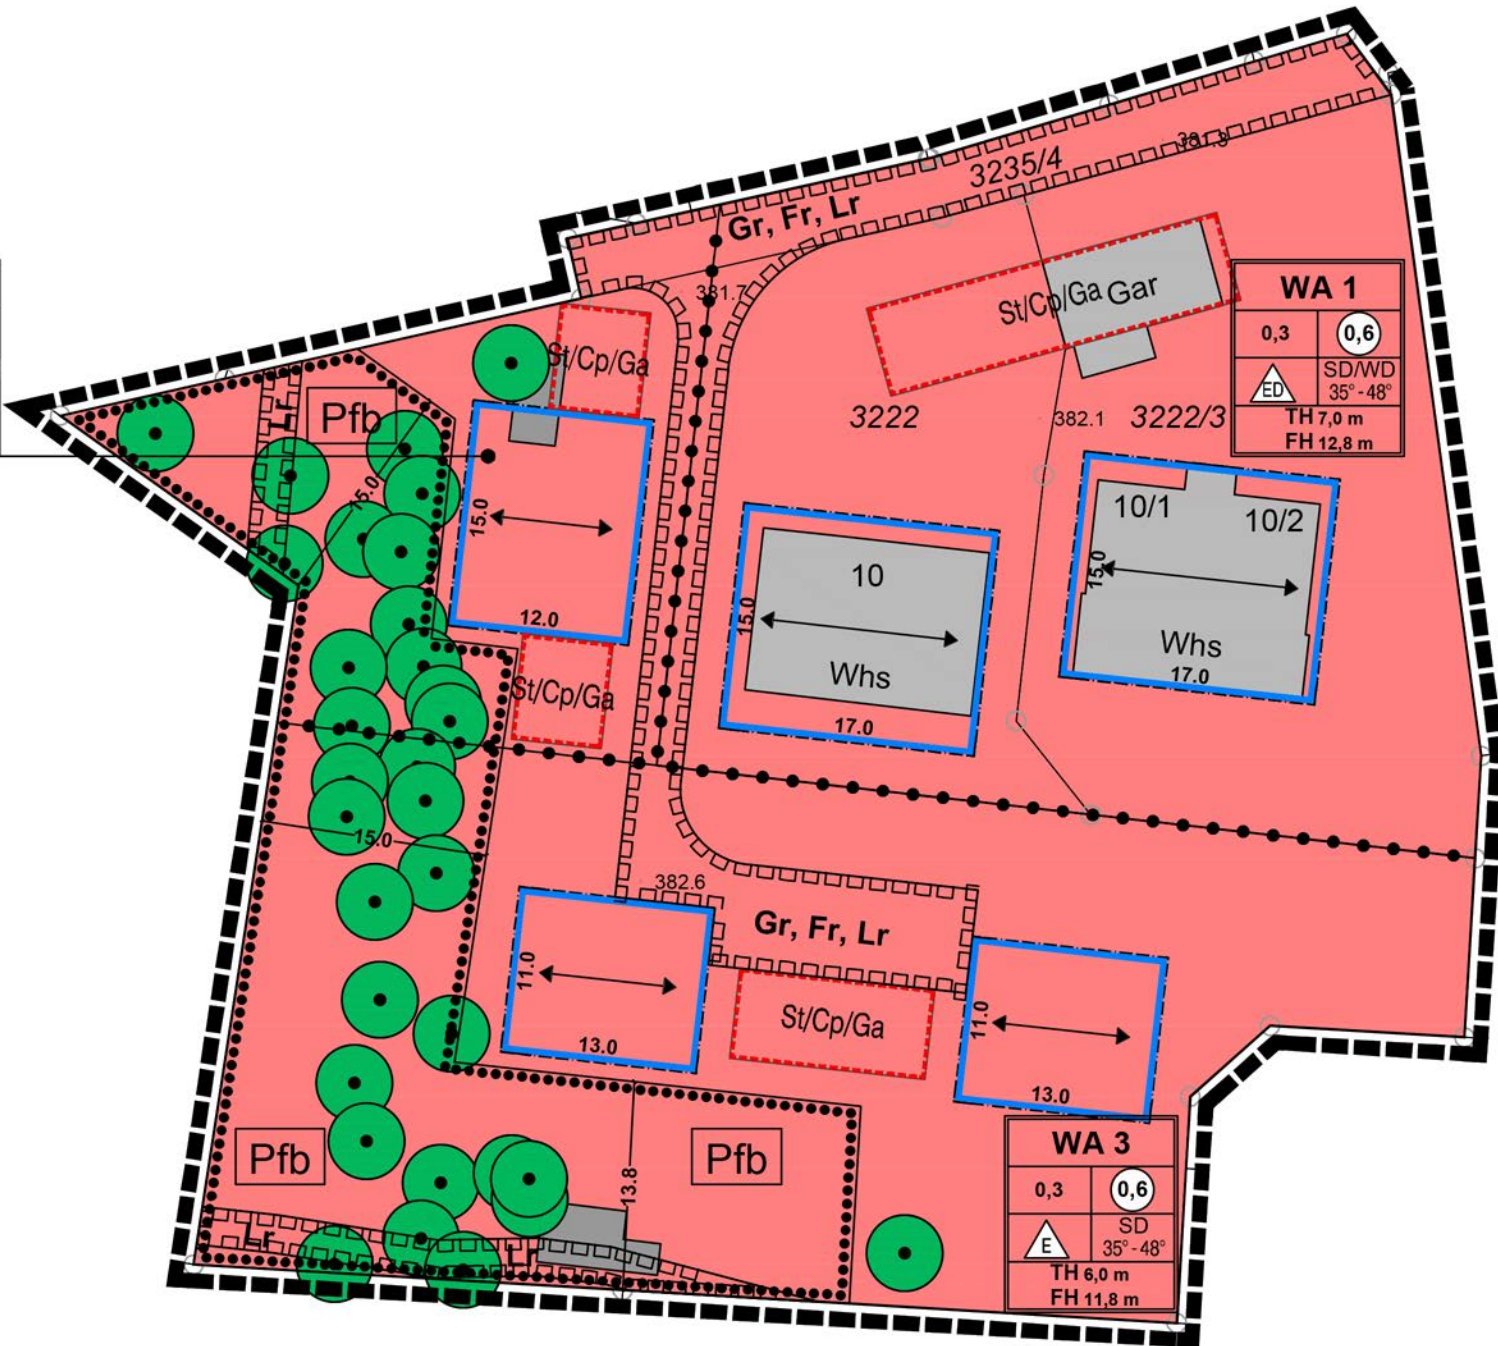 3235/4
381.3
Gr, Fr, Lr
381.7
St/Cp/Ga Gar
WA 1
0,3
0,6
ED
SD/WD
35° - 48°
TH 7,0 m
FH 12,8 m
St/Cp/Ga
Lr
Pfb
3222
382.1
3222/3
15.0
15.0
12.0
10/1
10/2
10
15.0
15.0
Whs
Whs
17.0
17.0
St/Cp/Ga
15.0
382.6
Gr, Fr, Lr
11.0
13.0
St/Cp/Ga
11.0
13.0
Pfb
Pfb
13.8
WA 3
0,3
0,6
E
SD
35° - 48°
TH 6,0 m
FH 11,8 m
Lr
Lr